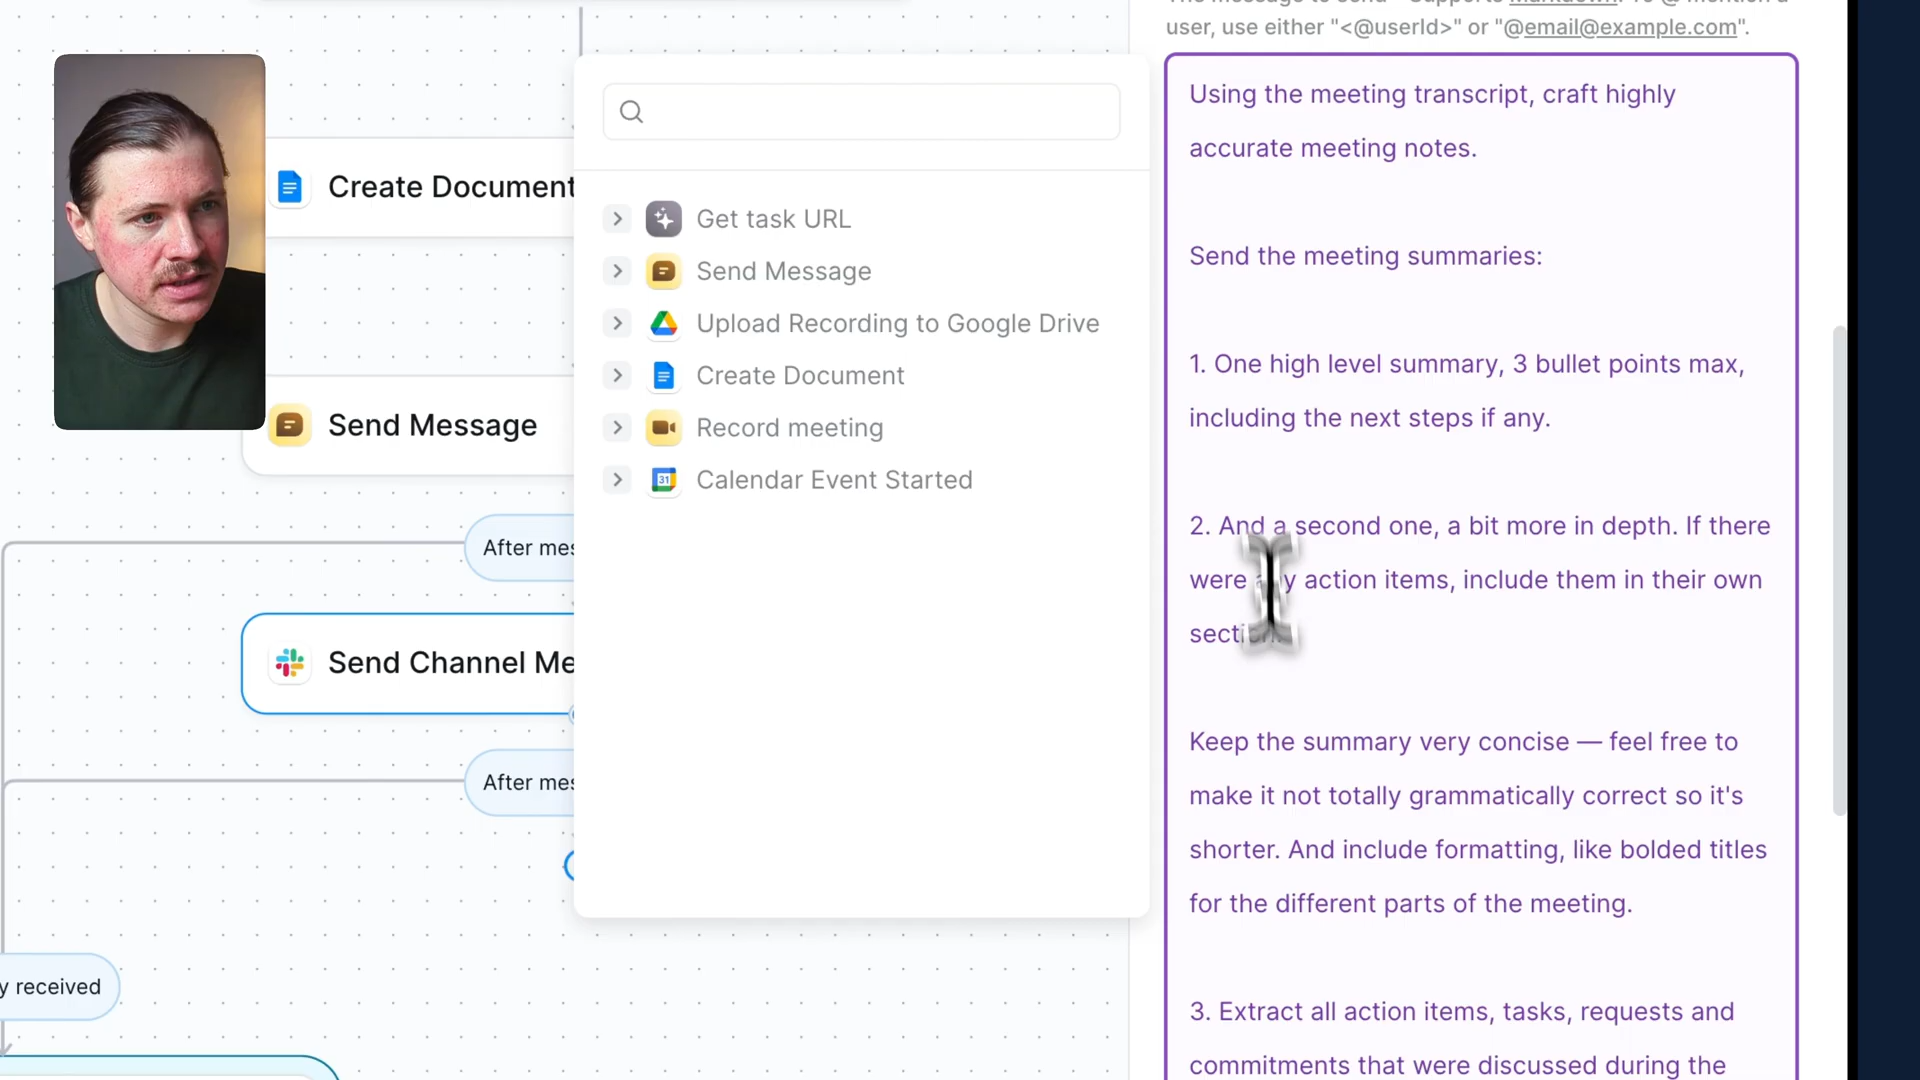 user, use either "<@userId>" or "@email@example.com".
Using the meeting transcript, craft highly
accurate meeting notes.
Send the meeting summaries:
1. One high level summary, 3 bullet points max,
including the next steps if any.
2. And a second one, a bit more in depth. If there
were any action items, include them in their own
Keep the summary very concise — feel free to
make it not totally grammatically correct so it's
shorter. And include formatting, like bolded titles
for the different parts of the meeting.
3. Extract all action items, tasks, requests and
commitments that were discussed during the
Get task URL
Send Message
Upload Recording to Google Drive
Create Document
Record meeting
Calendar Event Started
31
Create Document
Send Message
After mes
Send Channel Me
After mes
y received